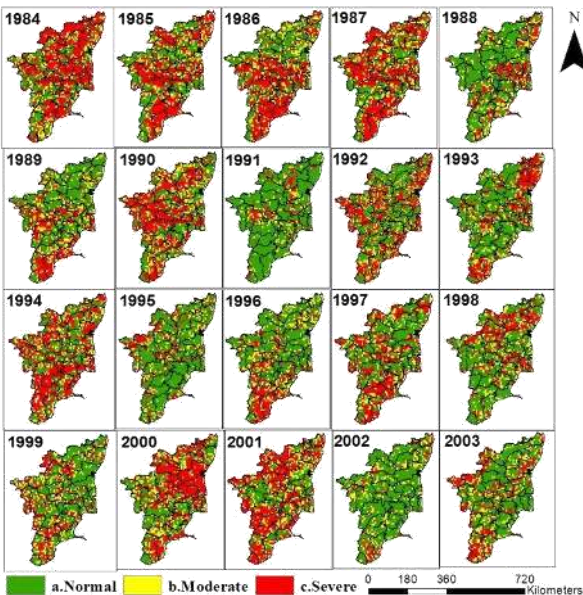 1984 1985 1986 1987 1988 N
1989 1990 1991 1992 1993
1994 1995 1996 1997 1998
1999 2000 2001 2002 2003
a.Normal b.Moderate c.Severe 0 180 360 720
Kilometers